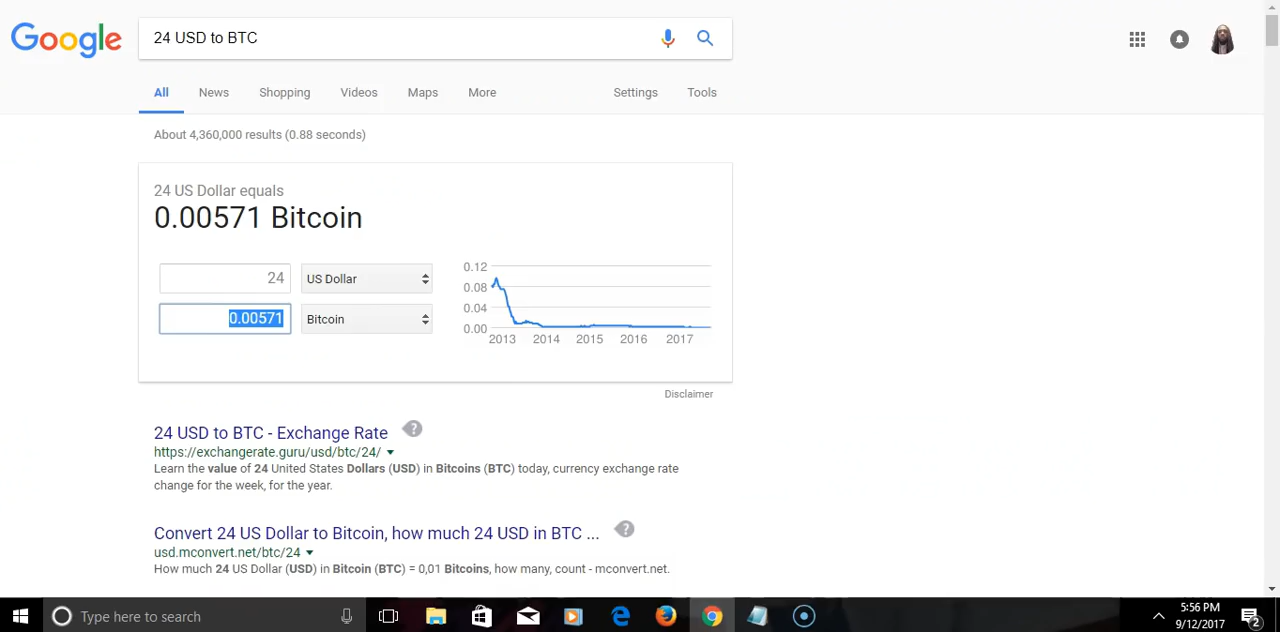 Google
24 USD to BTC
All News Shopping Videos Maps More Settings Tools
About 4,360,000 results (0.88 seconds)
24 US Dollar equals
0.00571 Bitcoin
24 US Dollar
0.00571 Bitcoin
0.12
0.08
0.04
0.00
2013 2014 2015 2016 2017
Disclaimer
24 USD to BTC - Exchange Rate ?
https://exchangerate.guru/usd/btc/24/
Learn the value of 24 United States Dollars (USD) in Bitcoins (BTC) today, currency exchange rate
change for the week, for the year.
Convert 24 US Dollar to Bitcoin, how much 24 USD in BTC ... ?
usd.mconvert.net/btc/24
How much 24 US Dollar (USD) in Bitcoin (BTC) = 0,01 Bitcoins, how many, count - mconvert.net.
Type here to search
5:56 PM
9/12/2017
2